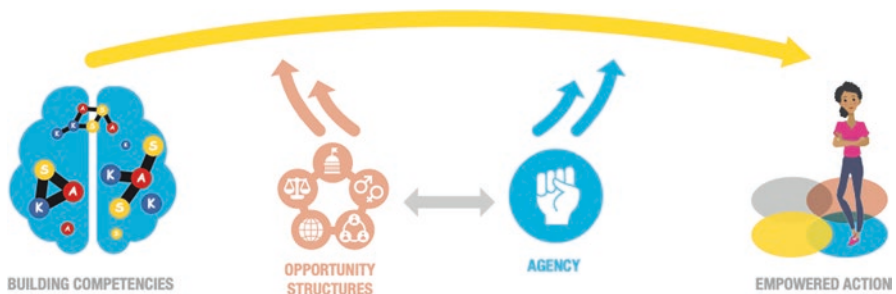 A
S
K
K
S
A
K
S
S
A
K
A
K
S
K
A
S
BUILDING COMPETENCIES
OPPORTUNITY
STRUCTURES
AGENCY
EMPOWERED ACTION